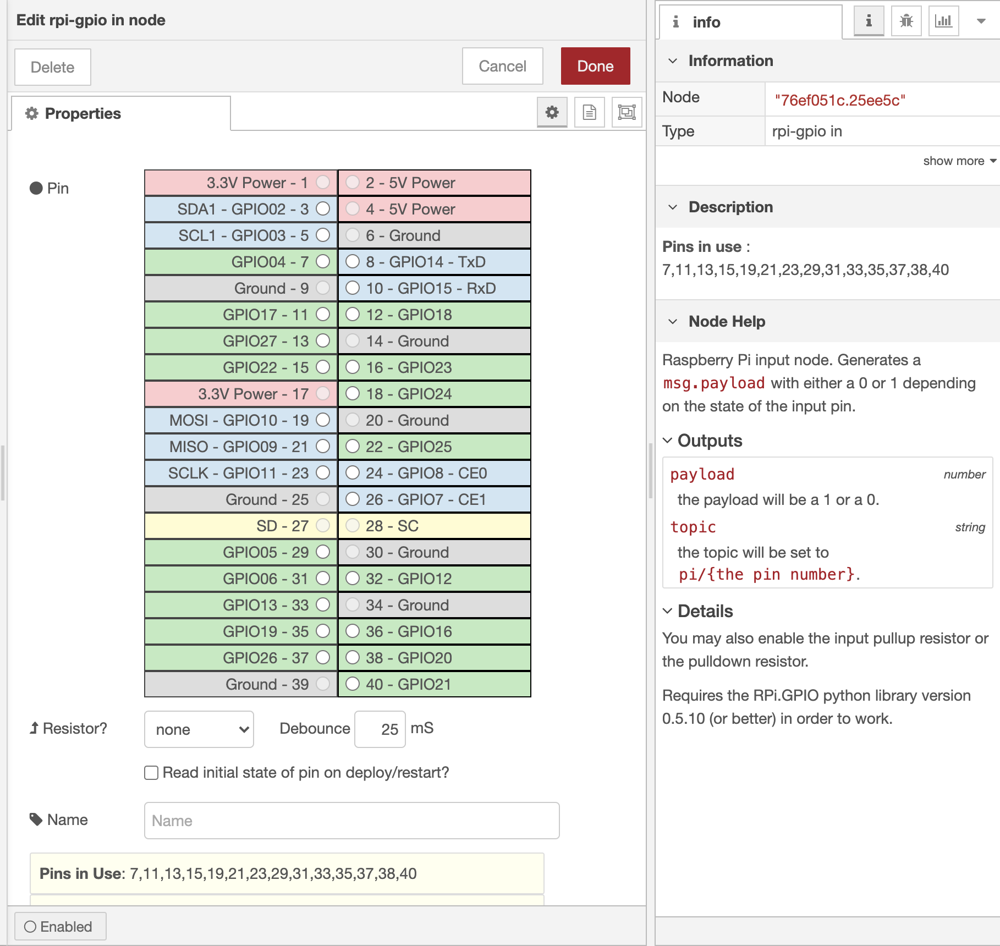 Edit rpi-gpio in node
Delete
Cancel
Done
Properties
Pin
3.3V Power - 1
2 - 5V Power
SDA1 - GPIO02 - 3
4 - 5V Power
SCL1 - GPIO03 - 5
6 - Ground
GPIO04 - 7
8 - GPIO14 - TxD
Ground - 9
10 - GPIO15 - RxD
GPIO17 - 11
12 - GPIO18
GPIO27 - 13
14 - Ground
GPIO22 - 15
16 - GPIO23
3.3V Power - 17
18 - GPIO24
MOSI - GPIO10 - 19
20 - Ground
MISO - GPIO09 - 21
22 - GPIO25
SCLK - GPIO11 - 23
24 - GPIO8 - CE0
Ground - 25
26 - GPIO7 - CE1
SD - 27
28 - SC
GPIO05 - 29
30 - Ground
GPIO06 - 31
32 - GPIO12
GPIO13 - 33
34 - Ground
GPIO19 - 35
36 - GPIO16
GPIO26 - 37
38 - GPIO20
Ground - 39
40 - GPIO21
Resistor?
none
Debounce
25
mS
Read initial state of pin on deploy/restart?
Name
Name
Pins in Use: 7,11,13,15,19,21,23,29,31,33,35,37,38,40
Enabled
info
Information
Node
"76ef051c.25ee5c"
Type
rpi-gpio in
show more
Description
Pins in use :
7,11,13,15,19,21,23,29,31,33,35,37,38,40
Node Help
Raspberry Pi input node. Generates a
msg.payload with either a 0 or 1 depending
on the state of the input pin.
Outputs
payload
number
the payload will be a 1 or a 0.
topic
string
the topic will be set to
pi/{the pin number}.
Details
You may also enable the input pullup resistor or
the pulldown resistor.
Requires the RPi.GPIO python library version
0.5.10 (or better) in order to work.